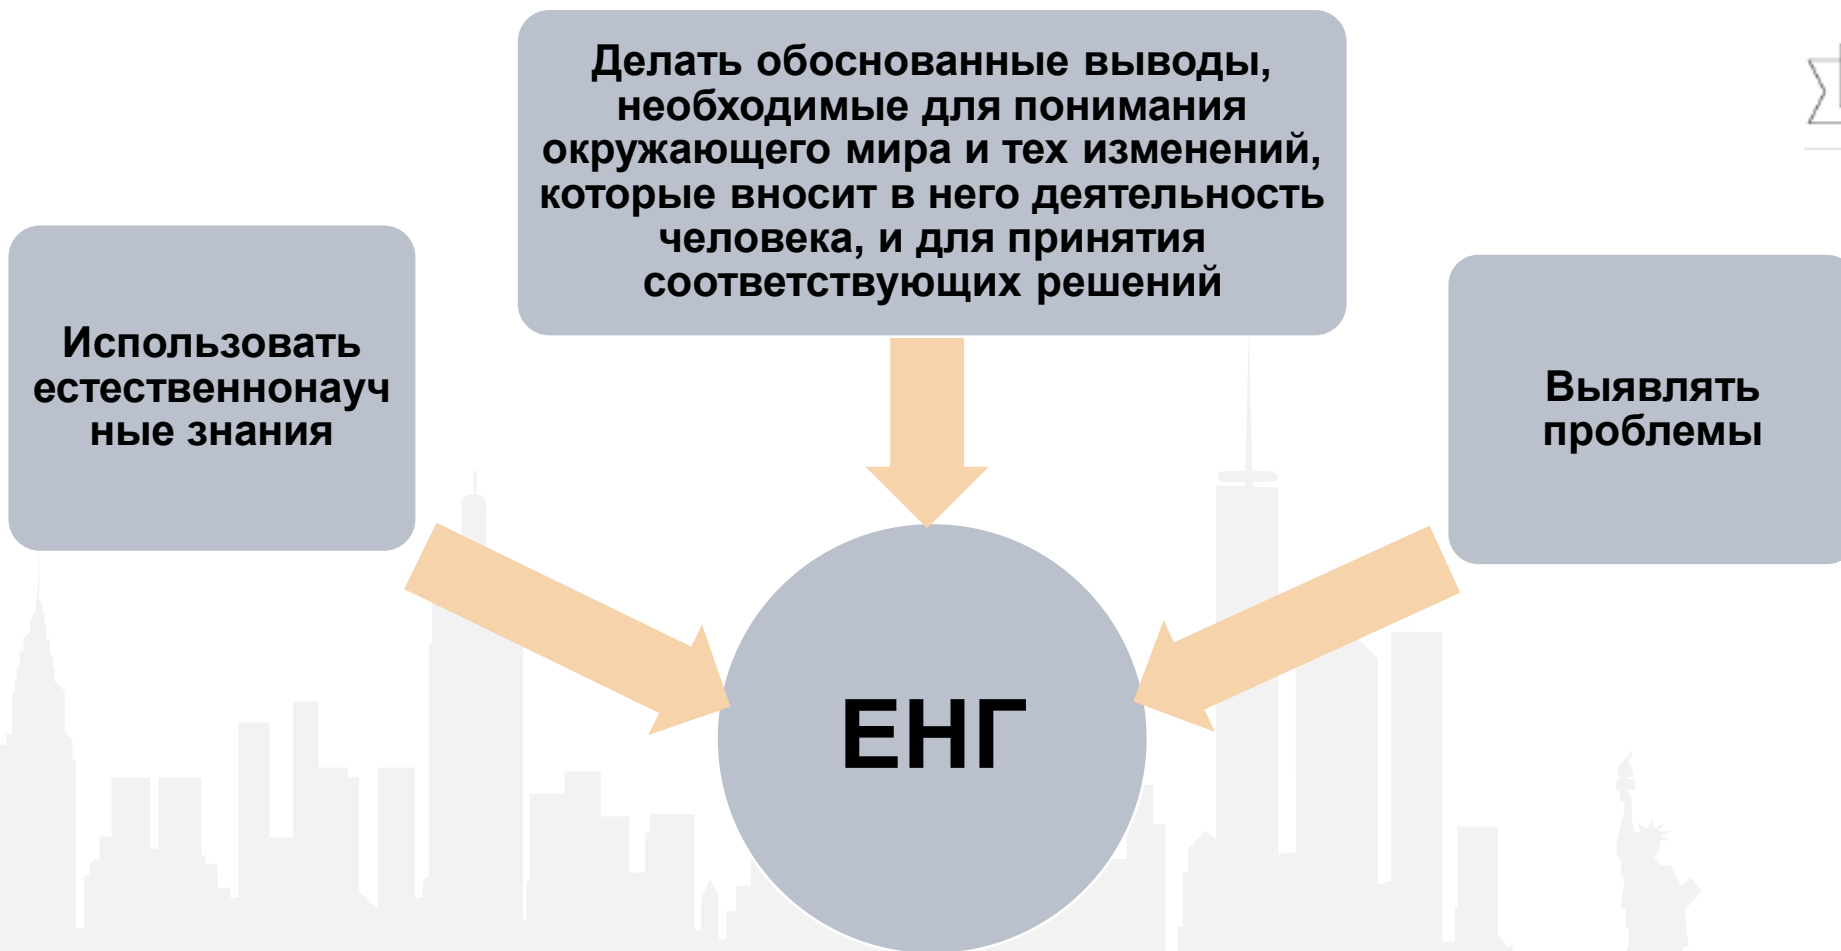 Делать обоснованные выводы,
необходимые для понимания
окружающего мира и тех изменений,
которые вносит в него деятельность
человека, и для принятия
соответствующих решений
Использовать
естественнонауч
ные знания
Выявлять
проблемы
ЕНГ